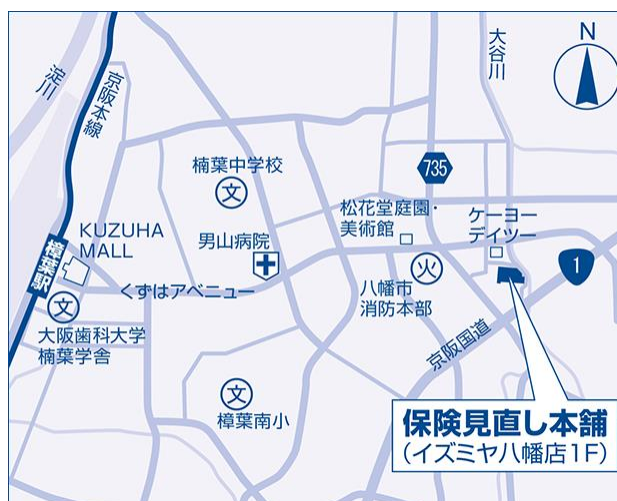 淀川
京阪本線
大谷川
N
楠葉中学校
文
735
松花堂庭園・
美術館
ケーヨー
デイツー
KUZUHA
MALL
男山病院
樟葉駅
くずはアベニュー
火
八幡市
消防本部
1
文
大阪歯科大学
楠葉学舎
京阪国道
文
樟葉南小
保険見直し本舗
(イズミヤ八幡店1F)